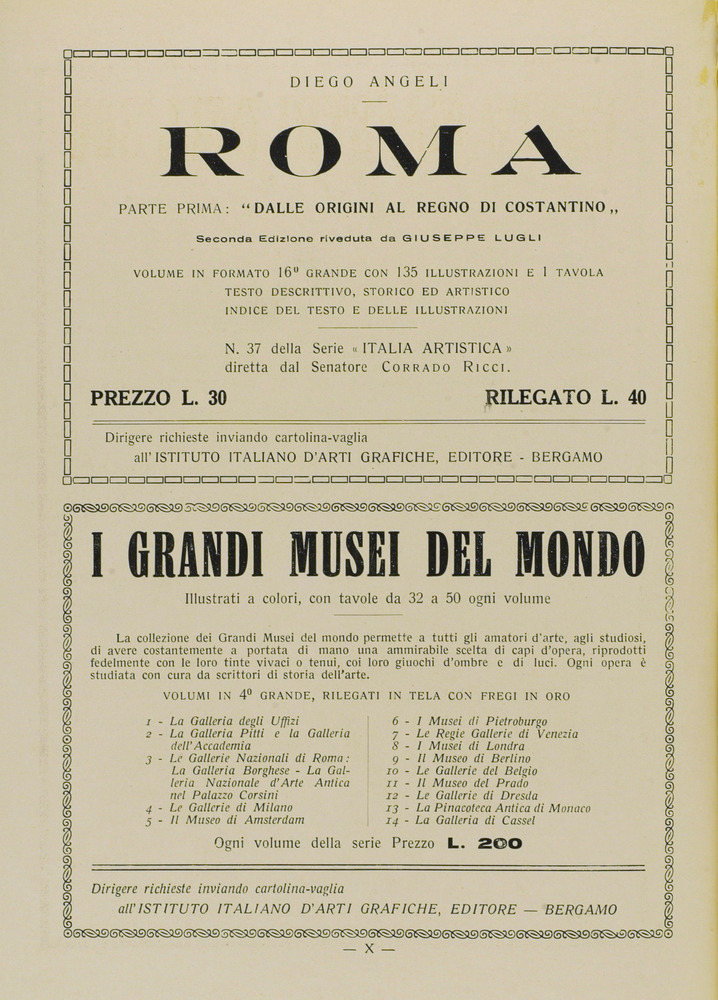 DIEGO ANGELI
ROMA
PARTE PRIMA: “DALLE ORIGINI AL REGNO DI COSTANTINO„
Seconda Edizione riveduta da GIUSEPPE LUGLI
VOLUME IN FORMATO 16º GRANDE CON 135 ILLUSTRAZIONI E 1 TAVOLA
TESTO DESCRITTIVO, STORICO ED ARTISTICO
INDICE DEL TESTO E DELLE ILLUSTRAZIONI
N. 37 della Serie « ITALIA ARTISTICA »
diretta dal Senatore CORRADO RICCI.
PREZZO L. 30 RILEGATO L. 40
Dirigere richieste inviando cartolina-vaglia
all'ISTITUTO ITALIANO D'ARTI GRAFICHE, EDITORE - BERGAMO
I GRANDI MUSEI DEL MONDO
Illustrati a colori, con tavole da 32 a 50 ogni volume
La collezione dei Grandi Musei del mondo permette a tutti gli amatori d'arte, agli studiosi,
di avere costantemente a portata di mano una ammirabile scelta di capi d'opera, riprodotti
fedelmente con le loro tinte vivaci o tenui, coi loro giuochi d'ombre e di luci. Ogni opera è
studiata con cura da scrittori di storia dell'arte.
VOLUMI IN 4º GRANDE, RILEGATI IN TELA CON FREGI IN ORO
1 - La Galleria degli Uffizi
2 - La Galleria Pitti e la Galleria
dell'Accademia
3 - Le Gallerie Nazionali di Roma:
La Galleria Borghese - La Gal-
leria Nazionale d'Arte Antica
nel Palazzo Corsini
4 - Le Gallerie di Milano
5 - Il Museo di Amsterdam
6 - I Musei di Pietroburgo
7 - Le Regie Gallerie di Venezia
8 - I Musei di Londra
9 - Il Museo di Berlino
10 - Le Gallerie del Belgio
11 - Il Museo del Prado
12 - Le Gallerie di Dresda
13 - La Pinacoteca Antica di Monaco
14 - La Galleria di Cassel
Ogni volume della serie Prezzo L. 200
Dirigere richieste inviando cartolina-vaglia
all'ISTITUTO ITALIANO D'ARTI GRAFICHE, EDITORE — BERGAMO
— X —